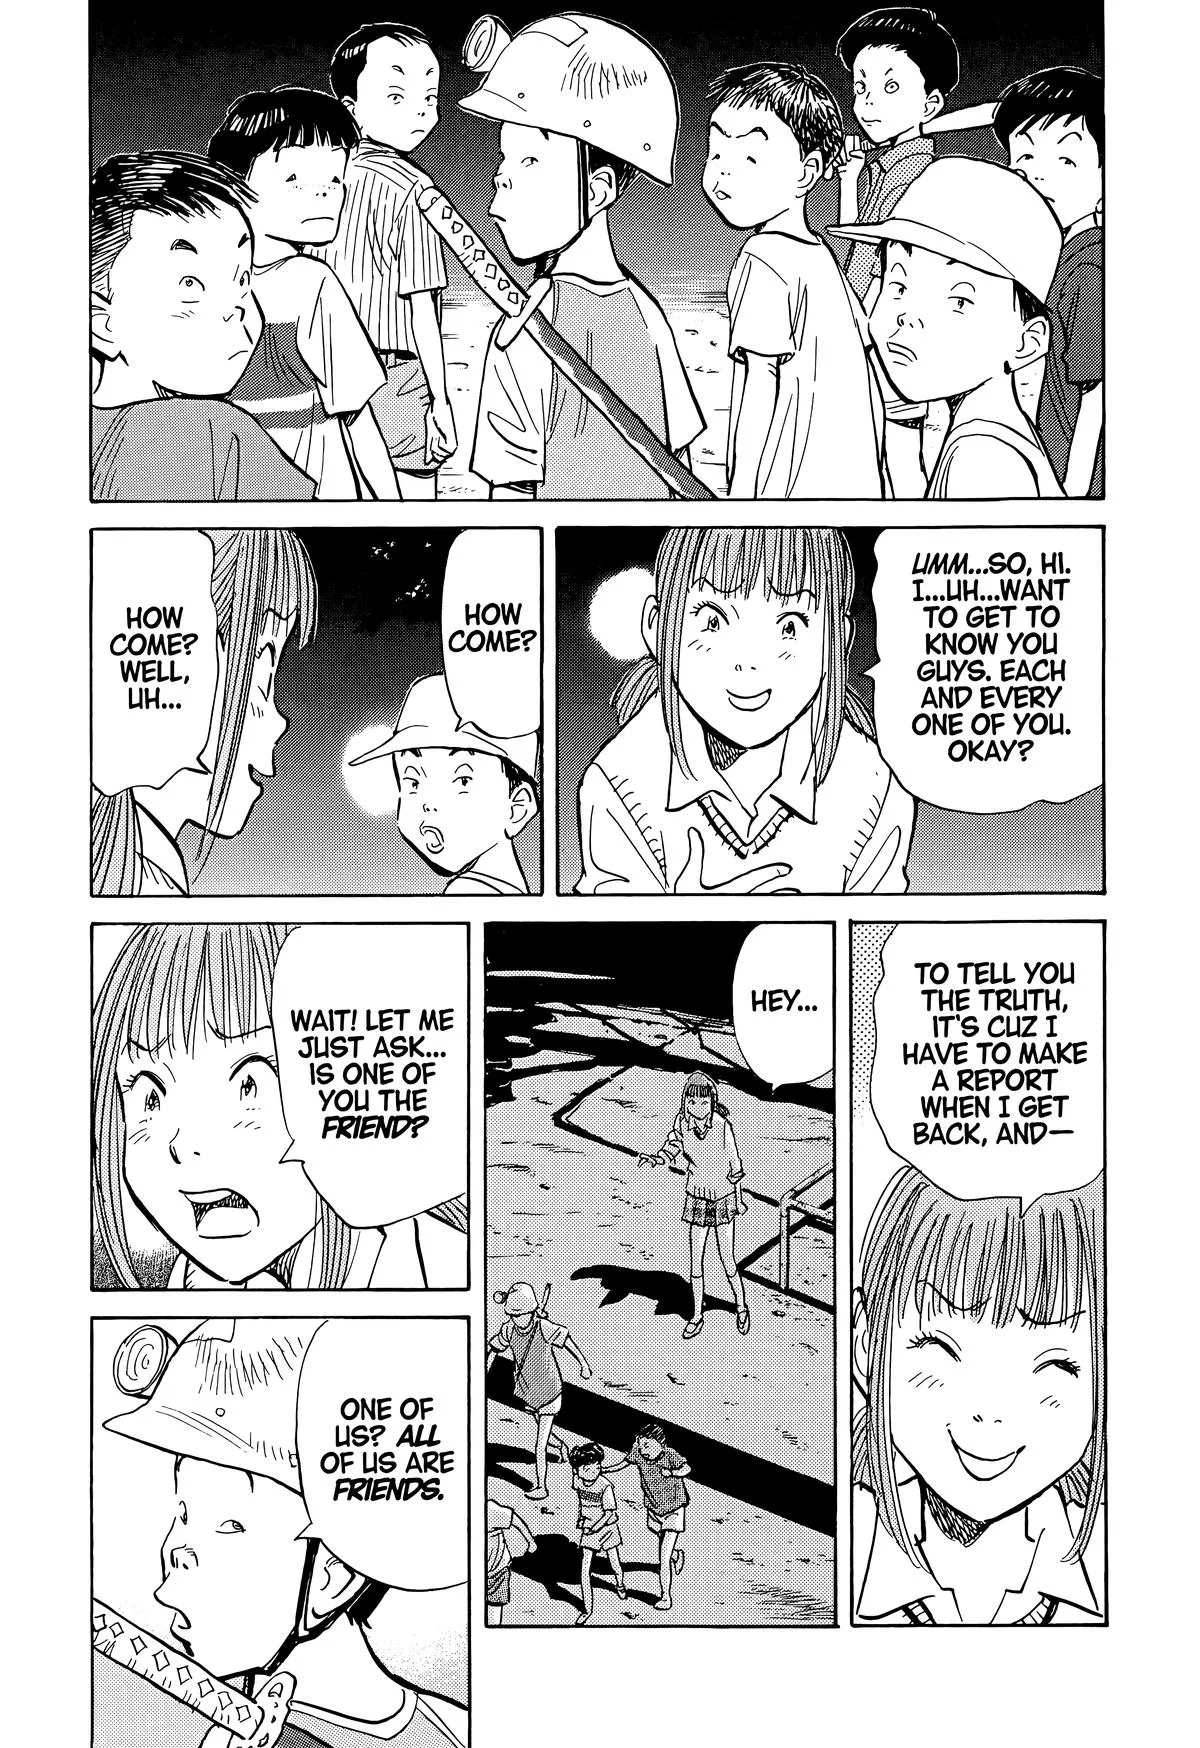 UMM...SO, HI.
I...UH...WANT
TO GET TO
KNOW YOU
GUYS. EACH
AND EVERY
ONE OF YOU.
OKAY?
HOW
COME?
HOW
COME?
WELL,
UH...
TO TELL YOU
THE TRUTH,
IT'S CUZ I
HAVE TO MAKE
A REPORT
WHEN I GET
BACK, AND—
HEY...
WAIT! LET ME
JUST ASK...
IS ONE OF
YOU THE
FRIEND?
ONE OF
US? ALL
OF US ARE
FRIENDS.